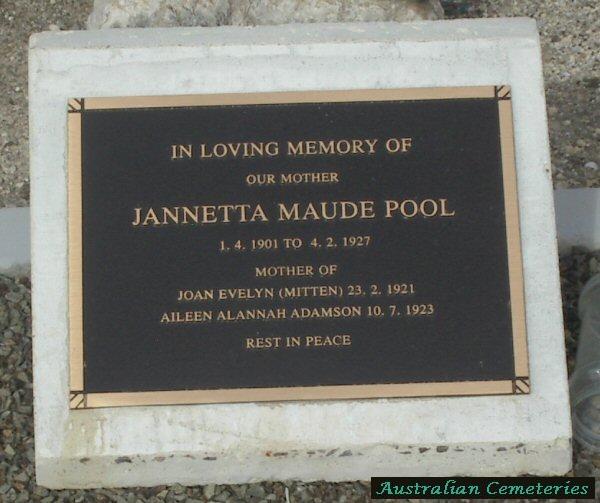 IN LOVING MEMORY OF
OUR MOTHER
JANNETTA MAUDE POOL
1. 4. 1901 TO 4. 2. 1927
MOTHER OF
JOAN EVELYN (MITTEN) 23. 2. 1921
AILEEN ALANNAH ADAMSON 10. 7. 1923
REST IN PEACE
Australian Cemeteries